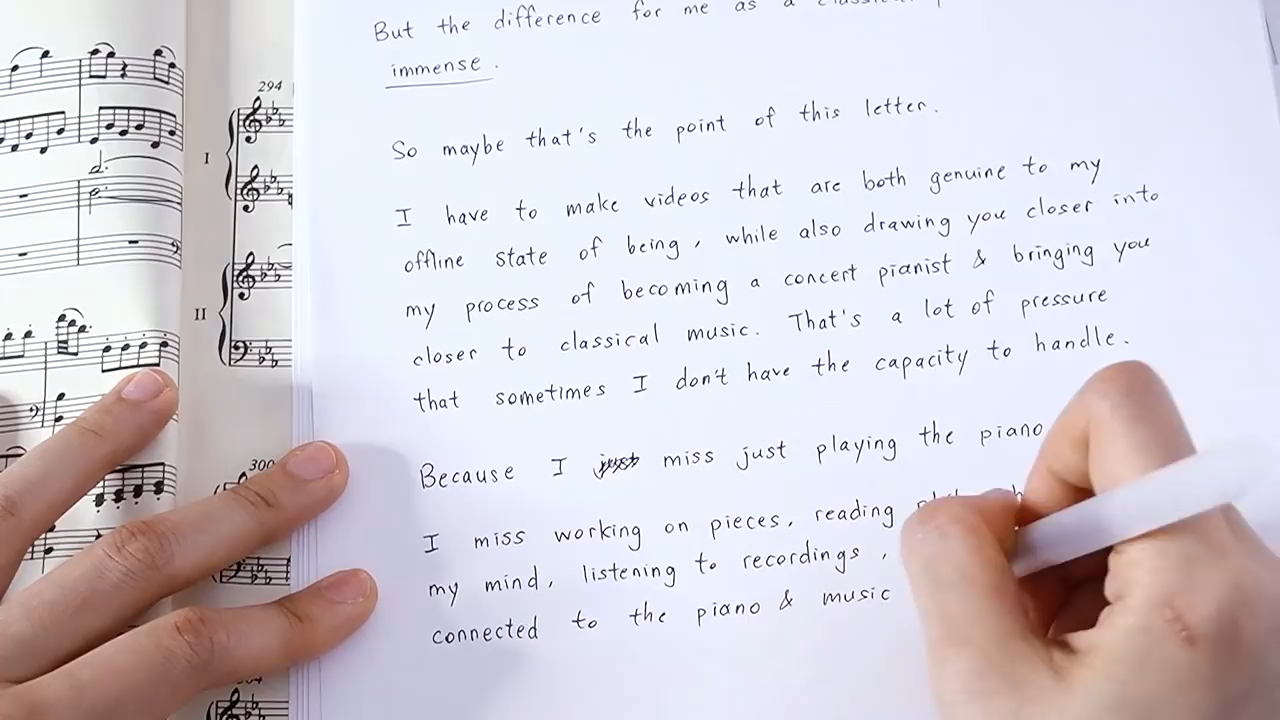 But the difference for me as a
immense.
So maybe that's the point of this letter.
I have to make videos that are both genuine to my
offline state of being, while also drawing you closer into
my process of becoming a concert pianist & bringing you
closer to classical music. That's a lot of pressure
that sometimes I don't have the capacity to handle.
Because I just miss just playing the piano
I miss working on pieces, reading
my mind, listening to recordings,
connected to the piano & music
294
I
II
300